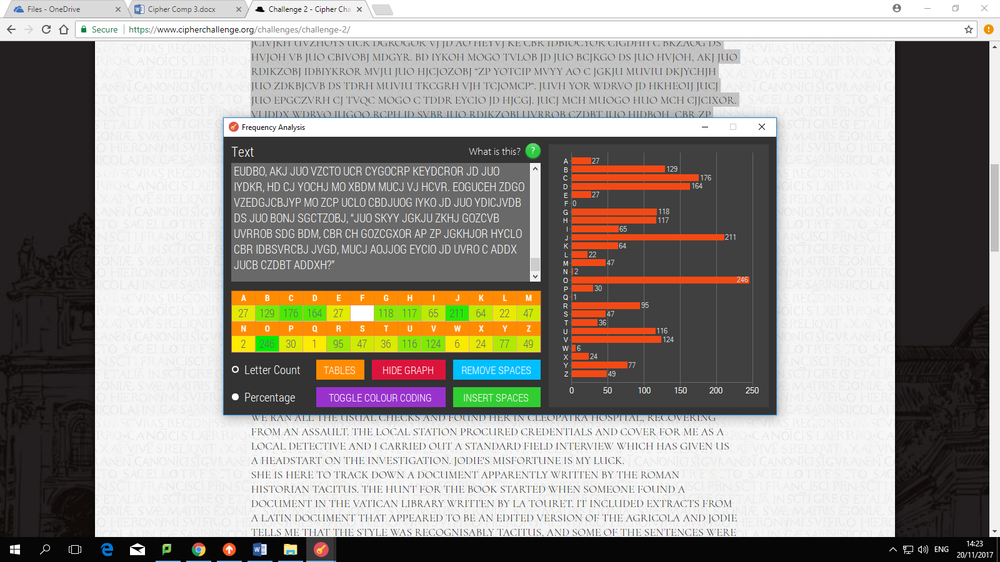 Files - OneDrive
Cipher Comp 3.docx
Challenge 2 - Cipher Cha
Secure
https://www.cipherchallenge.org/challenges/challenge-2/
JCIVJKH UVZHOYS UCR DGROGOR VJ JD AO HEYVJ KE CBR IDBIOCYOR CIGDHH C BKZAOG DS
HVJOH VB JUO CBIVOBJ MDGYR. BD IYKOH MOGO TVLOB JD JUO BCJKGO DS JUO HVJOH, AKJ JUO
RDIKZOBJ IDBIYKROR MVJU JUO HJCJOZOBJ “ZP YOTCIP MVYY AO C JGKJU MUVIU DKJYCHJH
JUO ZDKBJCVB DS TDRH MUVIU TKCGRH VJH TCJOMCP“. JUVH YOR WDRVO JD HKHEOIJ JUCJ
JUO EPGCZVRH CJ TVQC MOGO C TDDR EYCIO JD HJCGJ. JUCJ MCH MUOGO HUO MCH CJJCIXOR.
VJ JDDX WDRVO JUGOO RCPH JD SVBR JUO RDIKZOBJ UVRROB CZDBT JUO HJDBOH, CBR ZP
Frequency Analysis
Text
What is this?
?
EUDBO, AKJ JUO VZCTO UCR CYGOCRP KEYDCROR JD JUO
IYDKR, HD CJ YOCHJ MO XBDM MUCJ VJ HCVR. EOGUCEH ZDGO
VZEDGJCBJYP MO ZCP UCLO CBDJUOG IYKO JD JUO YDICJVDB
DS JUO BONJ SGCTZOBJ, “JUO SKYY JGKJU ZKHJ GOZCVB
UVRROB SDG BDM, CBR CH GOZCGXOR AP ZP JGKHJOR HYCLO
CBR IDBSVRCBJ JVGD, MUCJ AOJJOG EYCIO JD UVRO C ADDX
JUCB CZDBT ADDXH?”
A B C D E F G H I J K L M
27 129 176 164 27 118 117 65 211 64 22 47
N O P Q R S T U V W X Y Z
2 246 30 1 95 47 36 116 124 6 24 77 49
Letter Count
TABLES
HIDE GRAPH
REMOVE SPACES
Percentage
TOGGLE COLOUR CODING
INSERT SPACES
A 27
B 129
C 176
D 164
E 27
F 0
G 118
H 117
I 65
J 211
K 64
L 22
M 47
N 2
O 246
P 30
Q 1
R 95
S 47
T 36
U 116
V 124
W 6
X 24
Y 77
Z 49
0 50 100 150 200 250
WE RAN ALL THE USUAL CHECKS AND FOUND HER IN CLEOPATRA HOSPITAL, RECOVERING
FROM AN ASSAULT. THE LOCAL STATION PROCURED CREDENTIALS AND COVER FOR ME AS A
LOCAL DETECTIVE AND I CARRIED OUT A STANDARD FIELD INTERVIEW WHICH HAS GIVEN US
A HEADSTART ON THE INVESTIGATION. JODIE'S MISFORTUNE IS MY LUCK.
SHE IS HERE TO TRACK DOWN A DOCUMENT APPARENTLY WRITTEN BY THE ROMAN
HISTORIAN TACITUS. THE HUNT FOR THE BOOK STARTED WHEN SOMEONE FOUND A
DOCUMENT IN THE VATICAN LIBRARY WRITTEN BY LA TOURET. IT INCLUDED EXTRACTS FROM
A LATIN DOCUMENT THAT APPEARED TO BE AN EDITED VERSION OF THE AGRICOLA AND JODIE
TELLS ME THAT THE STYLE WAS RECOGNISABLY TACITUS, AND SOME OF THE SENTENCES WERE
ENG
14:23
20/11/2017